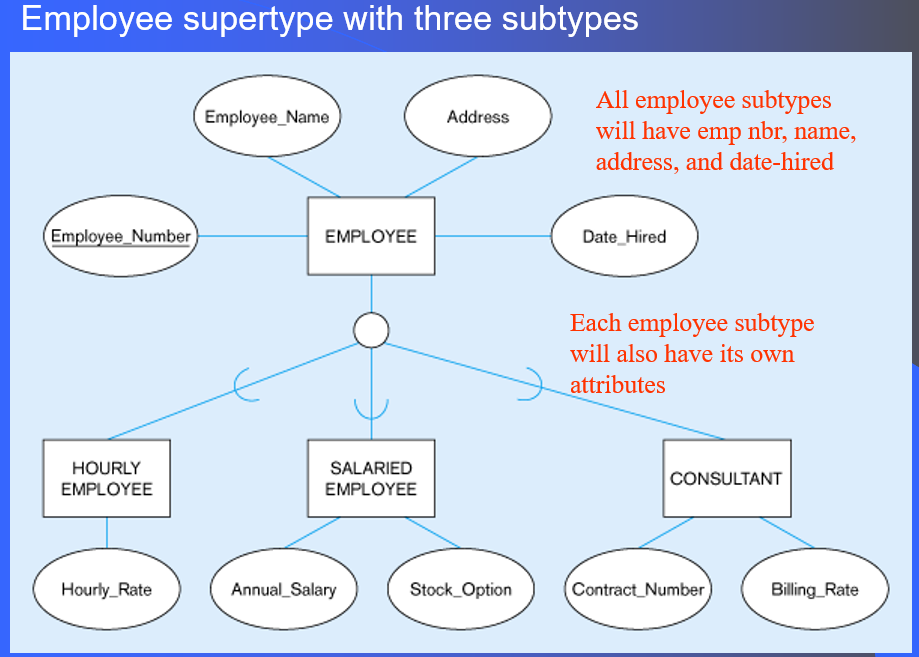 Employee supertype with three subtypes
Employee_Name
Address
All employee subtypes
will have emp nbr, name,
address, and date-hired
Employee_Number
EMPLOYEE
Date_Hired
Each employee subtype
will also have its own
attributes
HOURLY
EMPLOYEE
SALARIED
EMPLOYEE
CONSULTANT
Hourly_Rate
Annual_Salary
Stock_Option
Contract_Number
Billing_Rate